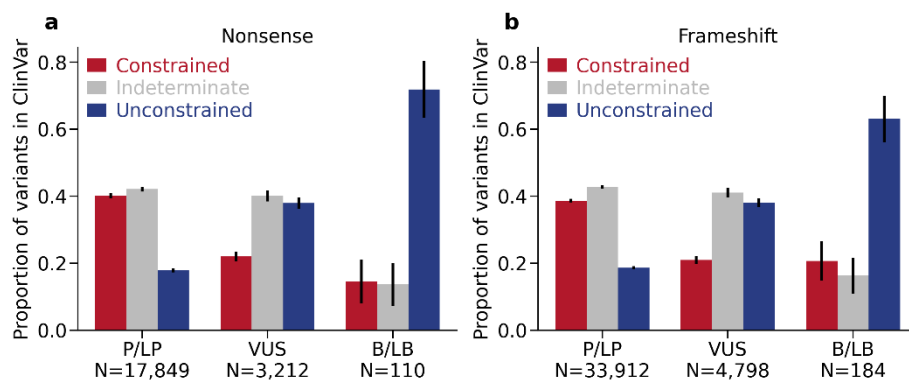 a
Nonsense
Proportion of variants in ClinVar
0.8
0.6
0.4
0.2
0.0
Constrained
Indeterminate
Unconstrained
P/LP
N=17,849
VUS
N=3,212
B/LB
N=110
b
Frameshift
Proportion of variants in ClinVar
0.8
0.6
0.4
0.2
0.0
Constrained
Indeterminate
Unconstrained
P/LP
N=33,912
VUS
N=4,798
B/LB
N=184